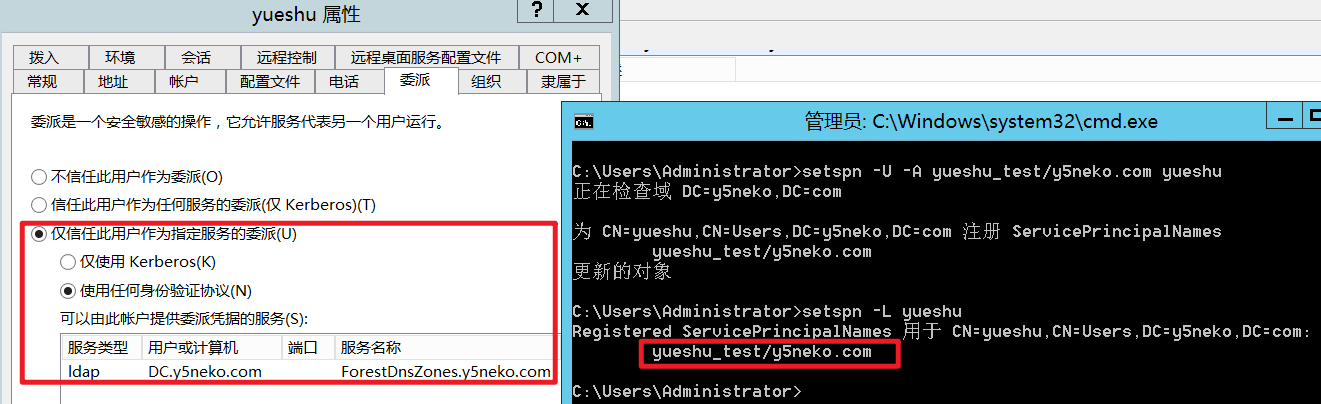 yueshu 属性
?
X
拨入 环境 会话 远程控制 远程桌面服务配置文件 COM+
常规 地址 帐户 配置文件 电话 委派 组织 隶属于
委派是一个安全敏感的操作，它允许服务代表另一个用户运行。
不信任此用户作为委派(O)
信任此用户作为任何服务的委派(仅 Kerberos)(T)
仅信任此用户作为指定服务的委派(U)
仅使用 Kerberos(K)
使用任何身份验证协议(N)
可以由此帐户提供委派凭据的服务(S):
服务类型 用户或计算机 端口 服务名称
ldap DC.y5neko.com ForestDnsZones.y5neko.com
管理员: C:\Windows\system32\cmd.exe
C:\Users\Administrator>setspn -U -A yueshu_test/y5neko.com yueshu
正在检查域 DC=y5neko,DC=com
为 CN=yueshu,CN=Users,DC=y5neko,DC=com 注册 ServicePrincipalNames
yueshu_test/y5neko.com
更新的对象
C:\Users\Administrator>setspn -L yueshu
Registered ServicePrincipalNames 用于 CN=yueshu,CN=Users,DC=y5neko,DC=com:
yueshu_test/y5neko.com
C:\Users\Administrator>